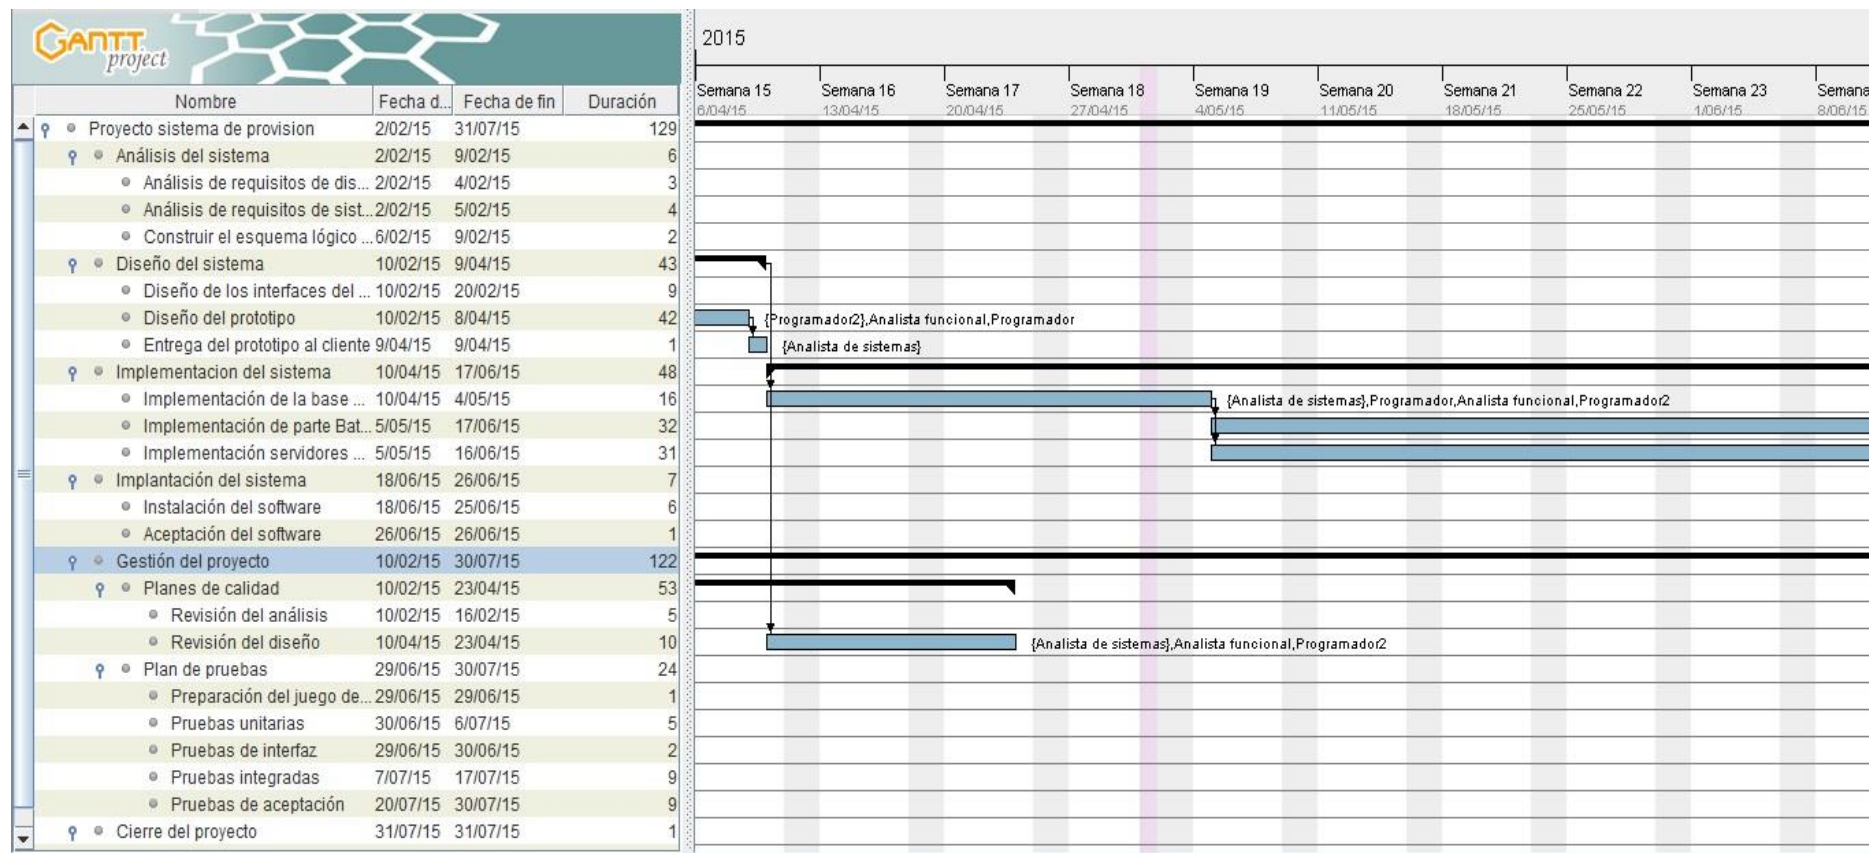 GANTT
project
2015
Semana 15 Semana 16 Semana 17 Semana 18 Semana 19 Semana 20 Semana 21 Semana 22 Semana 23 Semana
6/04/15 13/04/15 20/04/15 27/04/15 4/05/15 11/05/15 18/05/15 25/05/15 1/06/15 8/06/15
Nombre Fecha d... Fecha de fin Duración
Proyecto sistema de provision 2/02/15 31/07/15 129
Análisis del sistema 2/02/15 9/02/15 6
Análisis de requisitos de dis... 2/02/15 4/02/15 3
Análisis de requisitos de sist... 2/02/15 5/02/15 4
Construir el esquema lógico ... 6/02/15 9/02/15 2
Diseño del sistema 10/02/15 9/04/15 43
Diseño de los interfaces del ... 10/02/15 20/02/15 9
Diseño del prototipo 10/02/15 8/04/15 42 {Programador2},Analista funcional,Programador
Entrega del prototipo al cliente 9/04/15 9/04/15 1 {Analista de sistemas}
Implementacion del sistema 10/04/15 17/06/15 48
Implementación de la base ... 10/04/15 4/05/15 16 {Analista de sistemas},Programador,Analista funcional,Programador2
Implementación de parte Bat... 5/05/15 17/06/15 32
Implementación servidores ... 5/05/15 16/06/15 31
Implantación del sistema 18/06/15 26/06/15 7
Instalación del software 18/06/15 25/06/15 6
Aceptación del software 26/06/15 26/06/15 1
Gestión del proyecto 10/02/15 30/07/15 122
Planes de calidad 10/02/15 23/04/15 53
Revisión del análisis 10/02/15 16/02/15 5
Revisión del diseño 10/04/15 23/04/15 10 {Analista de sistemas},Analista funcional,Programador2
Plan de pruebas 29/06/15 30/07/15 24
Preparación del juego de... 29/06/15 29/06/15 1
Pruebas unitarias 30/06/15 6/07/15 5
Pruebas de interfaz 29/06/15 30/06/15 2
Pruebas integradas 7/07/15 17/07/15 9
Pruebas de aceptación 20/07/15 30/07/15 9
Cierre del proyecto 31/07/15 31/07/15 1